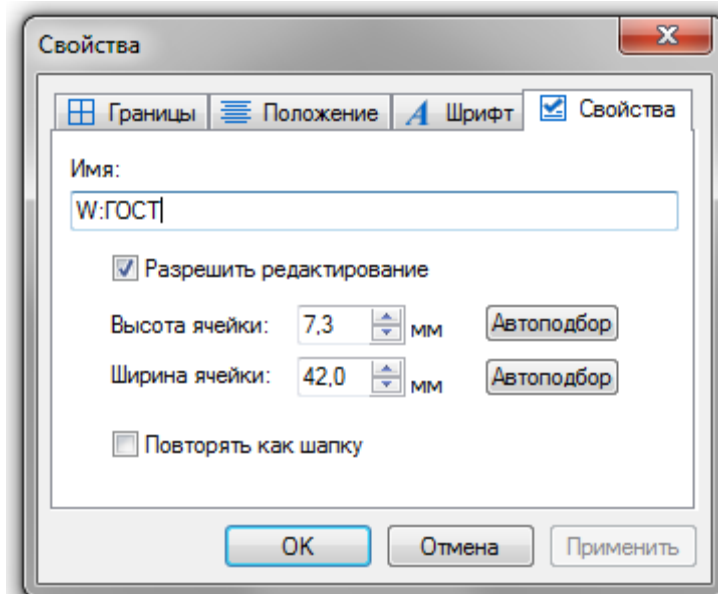 Свойства
Границы Положение Шрифт Свойства
Имя:
W:ГОСТ
Разрешить редактирование
Высота ячейки: 7,3 мм Автоподбор
Ширина ячейки: 42,0 мм Автоподбор
Повторять как шапку
OK Отмена Применить